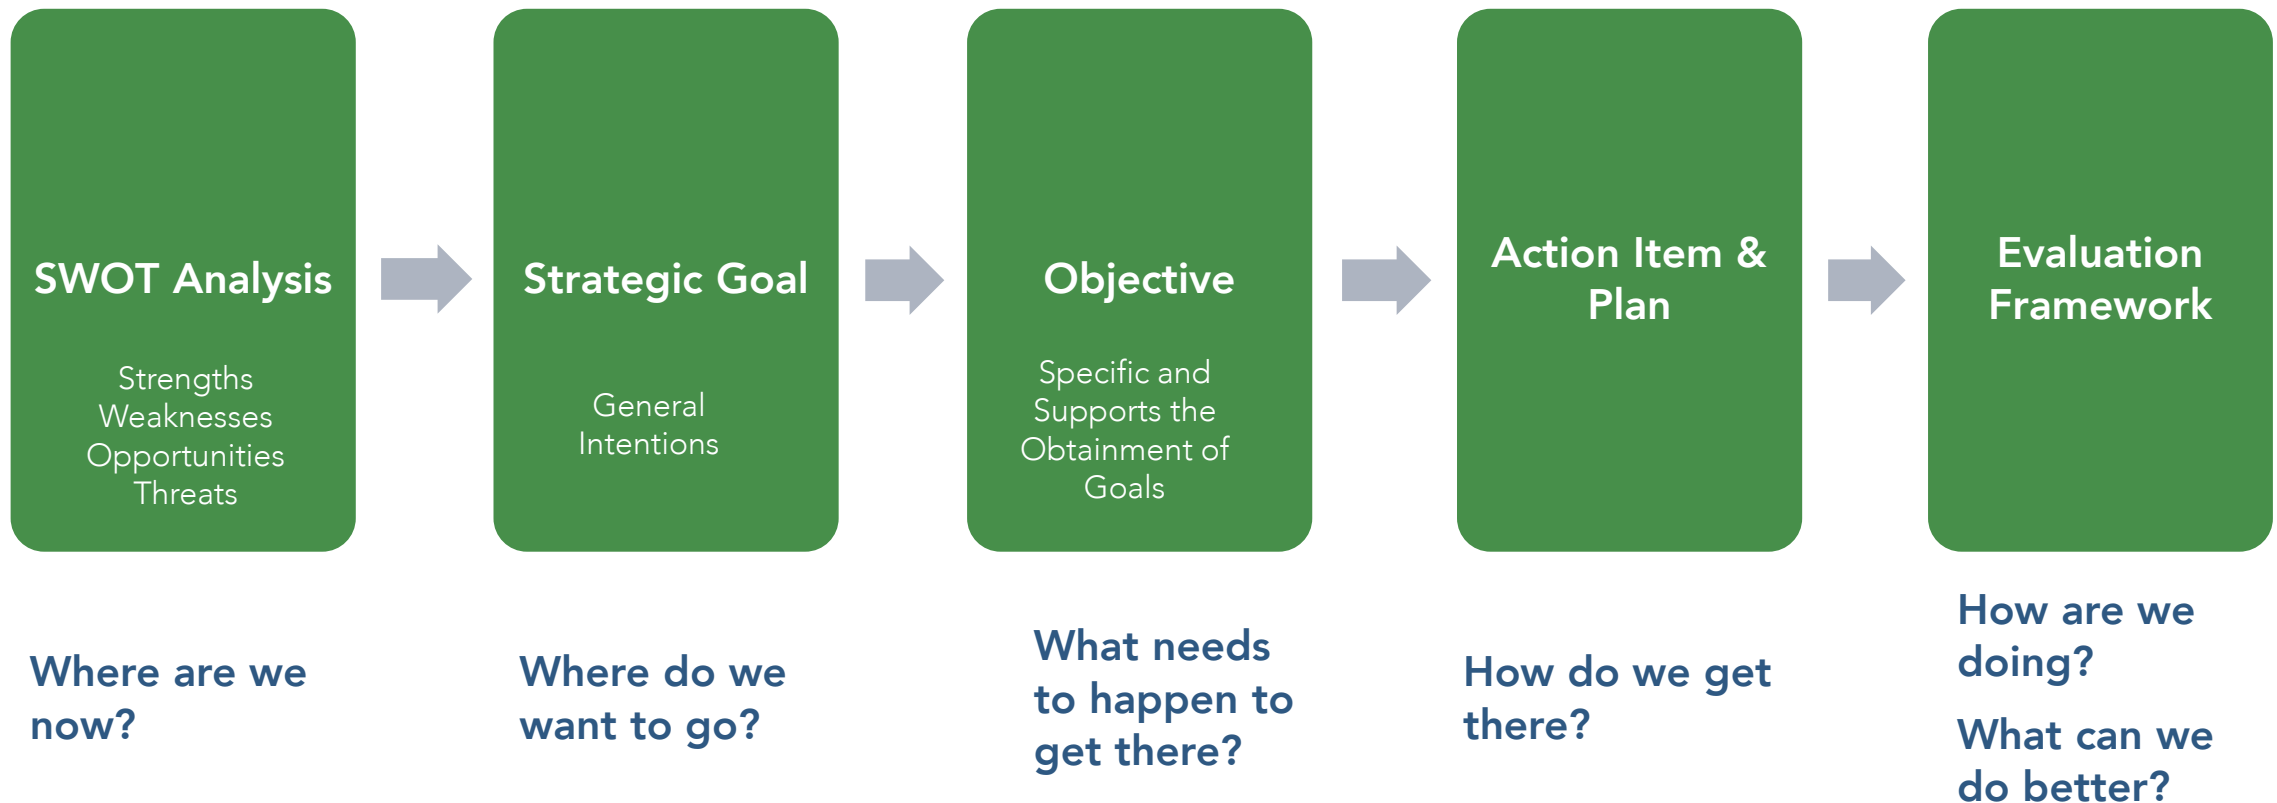 SWOT Analysis
Strengths
Weaknesses
Opportunities
Threats
Where are we
now?
Strategic Goal
General
Intentions
Where do we
want to go?
Objective
Specific and
Supports the
Obtainment of
Goals
What needs
to happen to
get there?
Action Item &
Plan
How do we get
there?
Evaluation
Framework
How are we
doing?
What can we
do better?